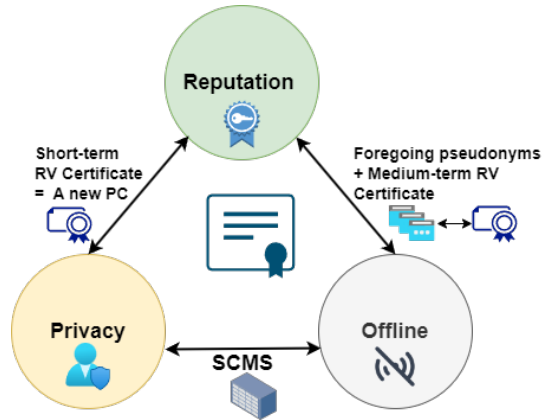 Reputation
Short-term
RV Certificate
= A new PC
Foregoing pseudonyms
+ Medium-term RV
Certificate
Privacy
Offline
SCMS